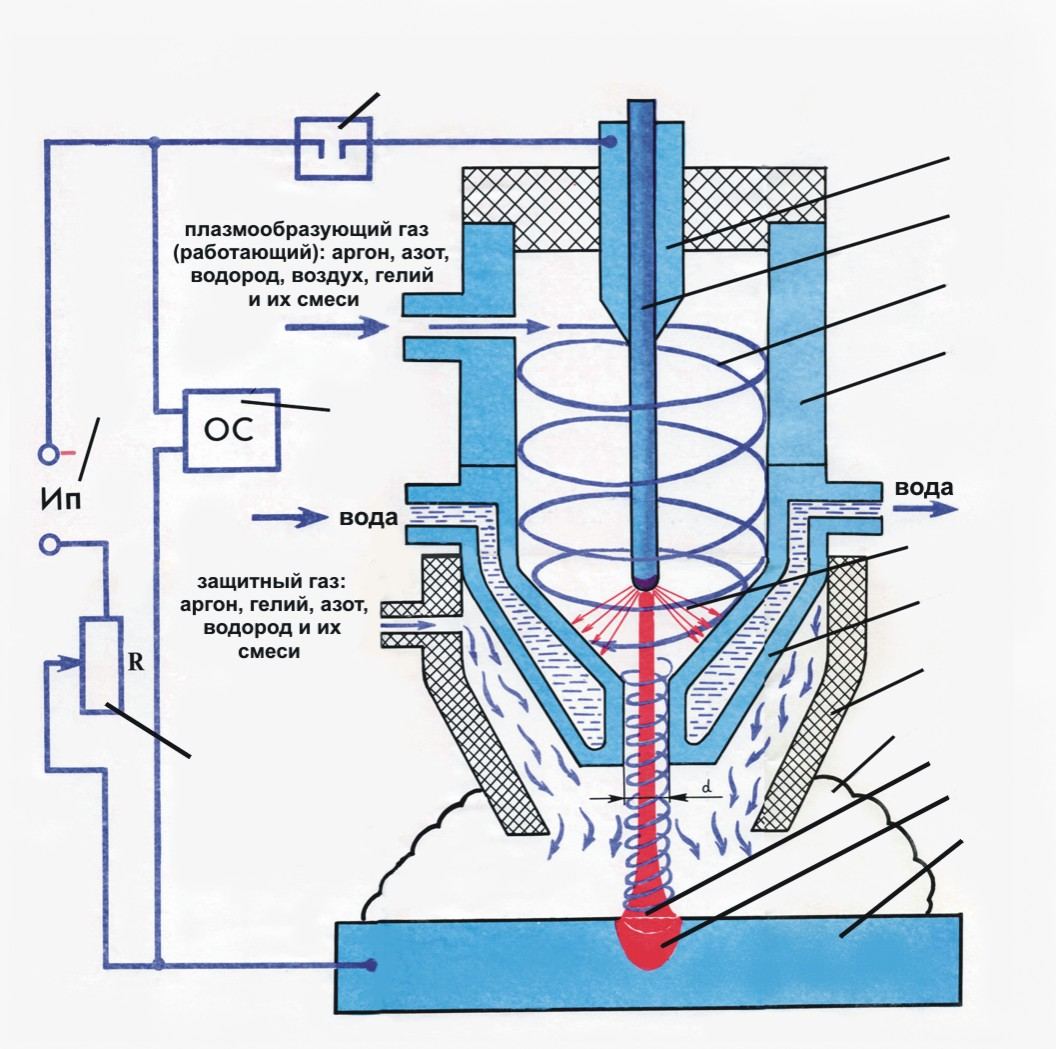 плазмообразующий газ
(работающий): аргон, азот,
водород, воздух, гелий
и их смеси
ОС
Ип
вода
вода
защитный газ:
аргон, гелий, азот,
водород и их
смеси
R
d